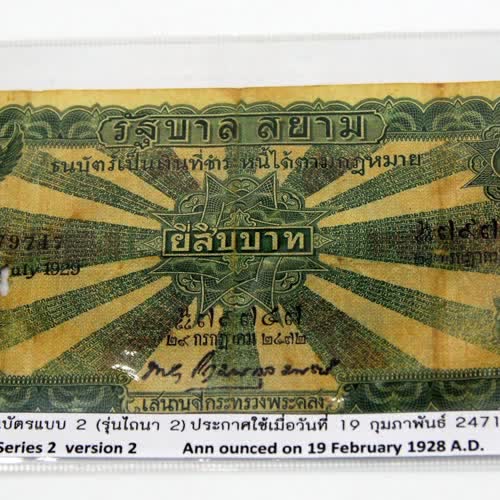 รัฐบาล สยาม
ธนบัตร์เป็นเงินที่ชำระหนี้ได้ตามกฎหมาย
79747
July 1929
ยี่สิบบาท
๗๙๗๔๗
๒๙ กรกฎาคม ๒๔๗๒
เสนาบดีกระทรวงพระคลัง
บัตรแบบ 2 (รุ่นไถนา 2) ประกาศใช้เมื่อวันที่ 19 กุมภาพันธ์ 2471
Series 2 version 2 Ann ounced on 19 February 1928 A.D.